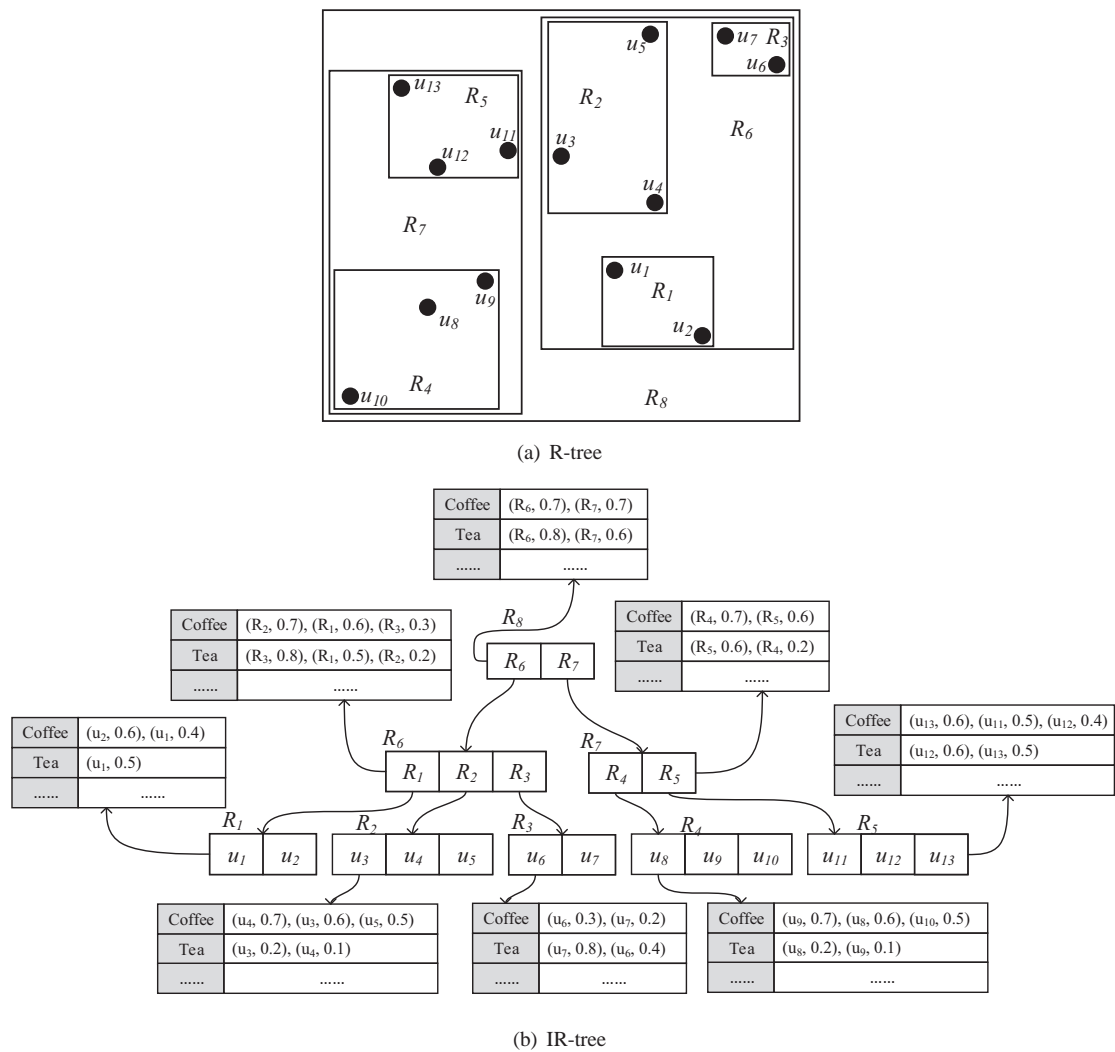 u13
R5
u5
u7 R3
u6
R2
R6
u3
u11
u12
u4
R7
u1
R1
u9
u8
u2
R4
u10
R8
(a) R-tree
Coffee (R6, 0.7), (R7, 0.7)
Tea (R6, 0.8), (R7, 0.6)
...... ......
R8
R6 R7
Coffee (R2, 0.7), (R1, 0.6), (R3, 0.3)
Tea (R3, 0.8), (R1, 0.5), (R2, 0.2)
...... ......
Coffee (R4, 0.7), (R5, 0.6)
Tea (R5, 0.6), (R4, 0.2)
...... ......
R6
R1 R2 R3
R7
R4 R5
Coffee (u2, 0.6), (u1, 0.4)
Tea (u1, 0.5)
...... ......
Coffee (u13, 0.6), (u11, 0.5), (u12, 0.4)
Tea (u12, 0.6), (u13, 0.5)
...... ......
R1
u1 u2
R2
u3 u4 u5
R3
u6 u7
R4
u8 u9 u10
R5
u11 u12 u13
Coffee (u4, 0.7), (u3, 0.6), (u5, 0.5)
Tea (u3, 0.2), (u4, 0.1)
...... ......
Coffee (u6, 0.3), (u7, 0.2)
Tea (u7, 0.8), (u6, 0.4)
...... ......
Coffee (u9, 0.7), (u8, 0.6), (u10, 0.5)
Tea (u8, 0.2), (u9, 0.1)
...... ......
(b) IR-tree